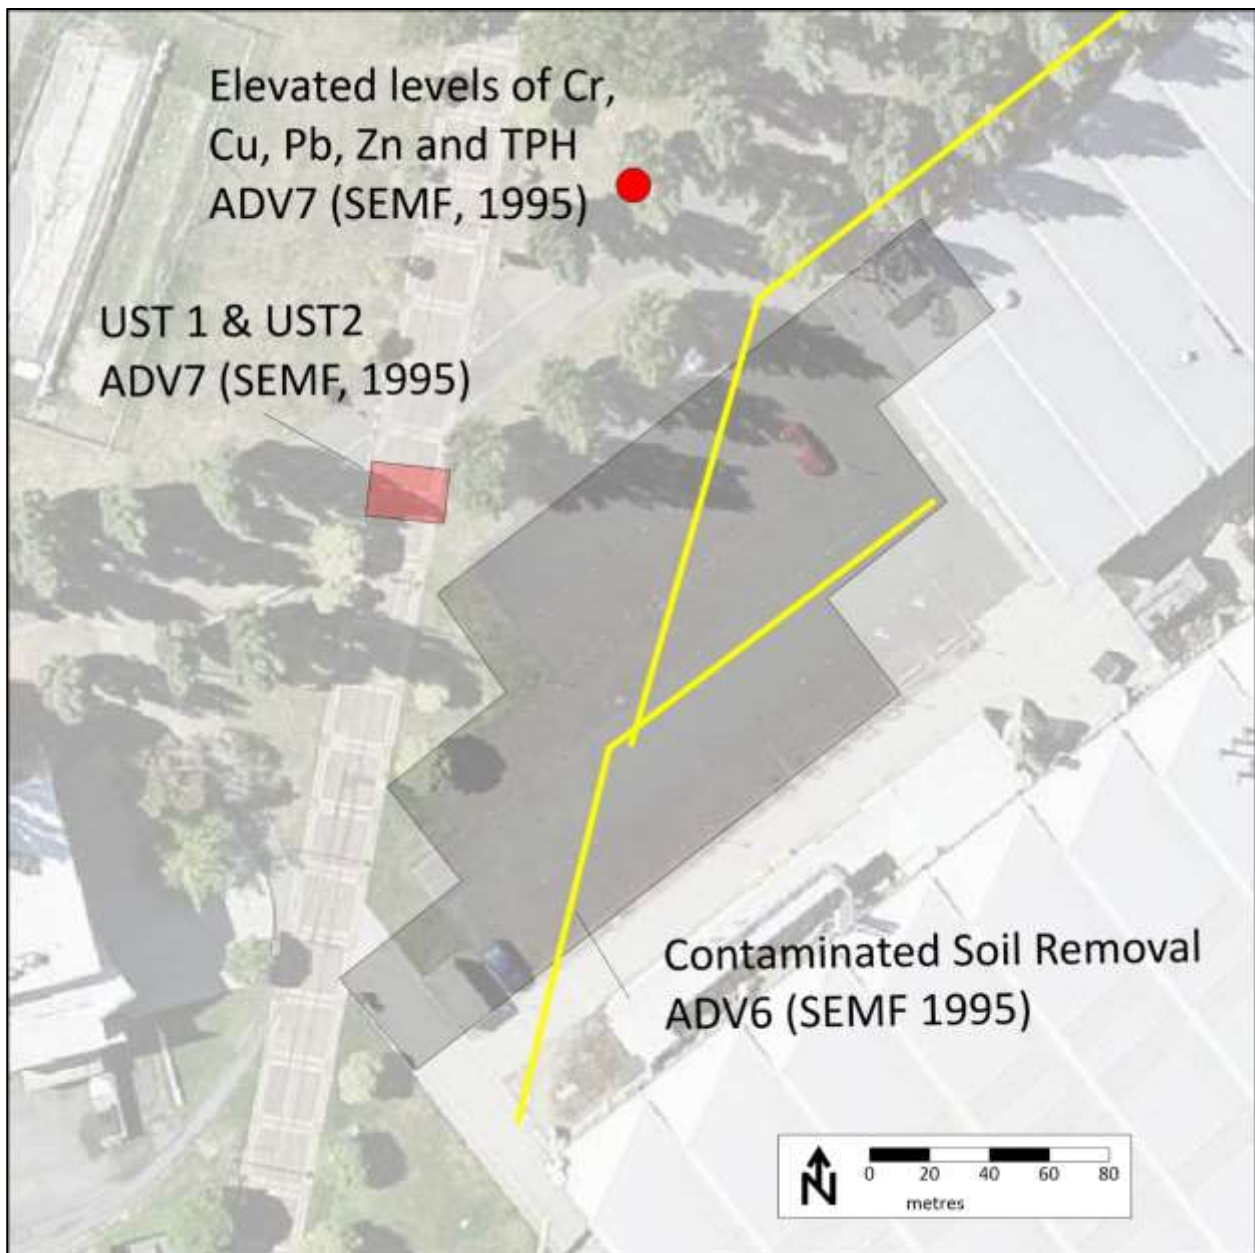 Elevated levels of Cr,
Cu, Pb, Zn and TPH
ADV7 (SEMF, 1995)
UST 1 & UST2
ADV7 (SEMF, 1995)
Contaminated Soil Removal
ADV6 (SEMF 1995)
N
0 20 40 60 80
metres